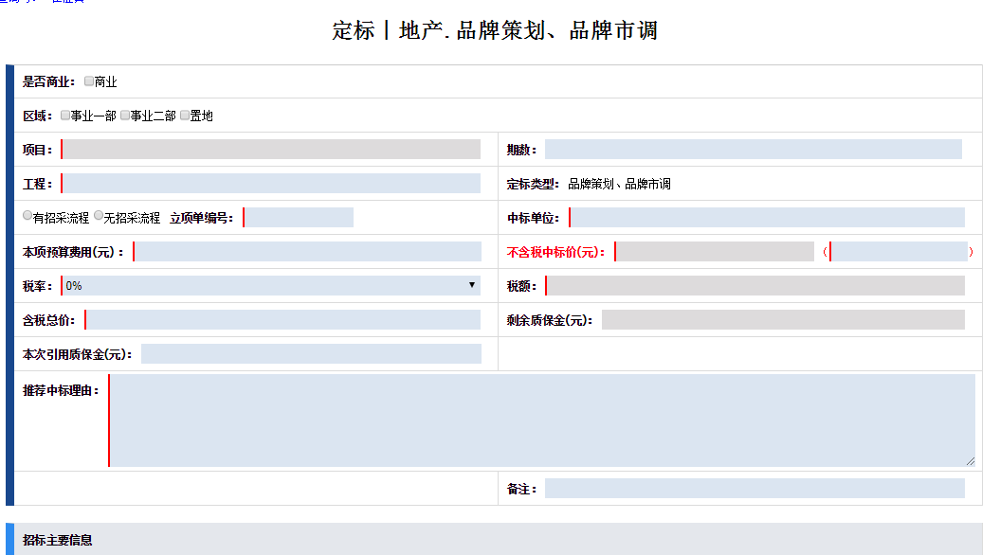 定标丨地产.品牌策划、品牌市调
是否商业： 商业
区域： 事业一部 事业二部 置地
项目： 期数：
工程： 定标类型： 品牌策划、品牌市调
有招采流程 无招采流程 立项单编号： 中标单位：
本项预算费用(元)： 不含税中标价(元)： （ ）
税率： 0% 税额：
含税总价： 剩余质保金(元)：
本次引用质保金(元)：
推荐中标理由：
备注：
招标主要信息